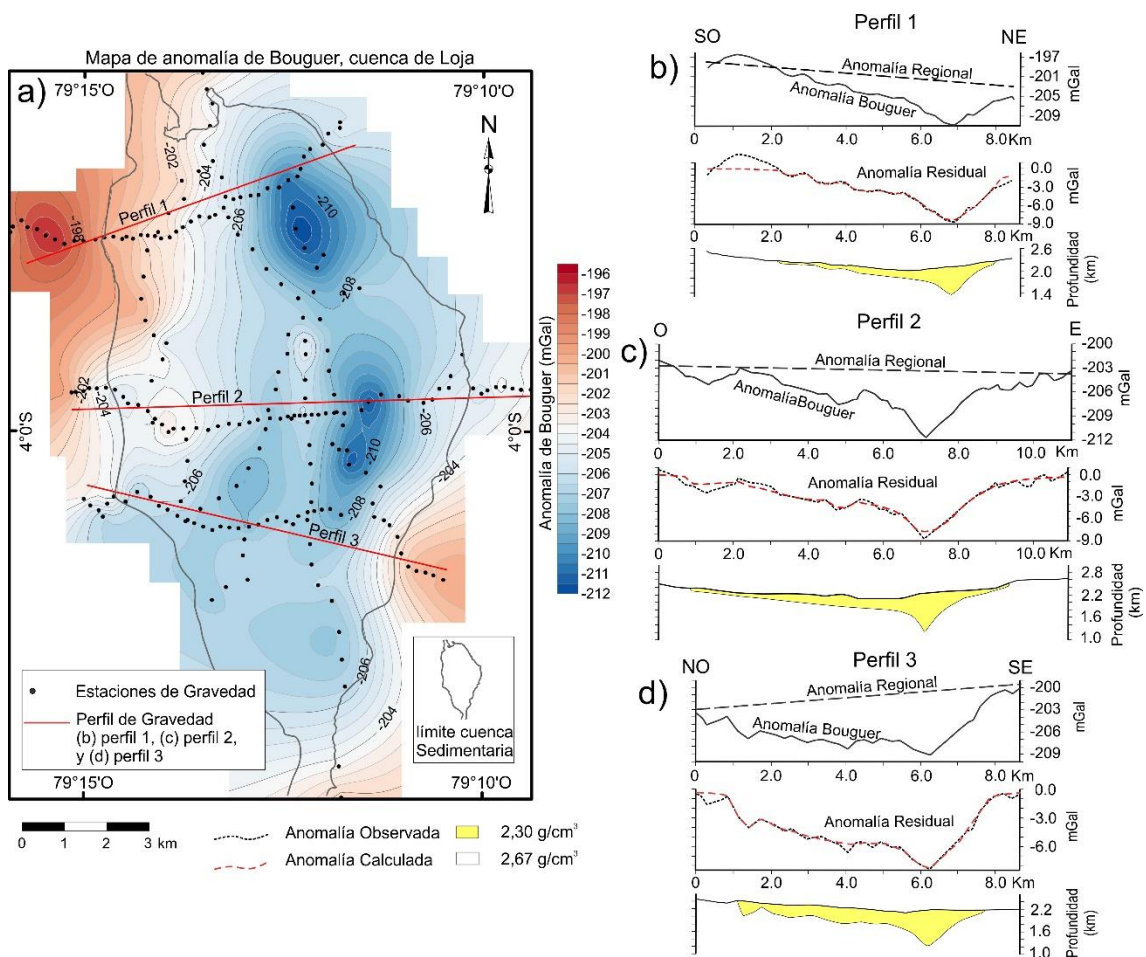 Mapa de anomalía de Bouguer, cuenca de Loja
a)
79°15'O
79°10'O
N
-202
-204
-198
Perfil 1
-206
-210
-208
-202
-204
Perfil 2
-206
4°0'S
4°0'S
-210
-204
-206
-208
Perfil 3
-206
-204
Estaciones de Gravedad
Perfil de Gravedad
(b) perfil 1, (c) perfil 2,
y (d) perfil 3
límite cuenca
Sedimentaria
79°15'O
79°10'O
0 1 2 3 km
Anomalía Observada
2,30 g/cm³
Anomalía Calculada
2,67 g/cm³
Anomalía de Bouguer (mGal)
-196
-197
-198
-199
-200
-201
-202
-203
-204
-205
-206
-207
-208
-209
-210
-211
-212
Perfil 1
SO
NE
b)
Anomalía Regional
Anomalía Bouguer
-197
-201
-205
-209
mGal
0 1.0 2.0 3.0 4.0 5.0 6.0 7.0 8.0 Km
Anomalía Residual
0.0
-3.0
-6.0
-9.0
mGal
0 2.0 4.0 6.0 8.0 Km
2.6
2.0
1.4
Profundidad
(km)
Perfil 2
O
E
c)
Anomalía Regional
AnomalíaBouguer
-200
-203
-206
-209
-212
mGal
0 2.0 4.0 6.0 8.0 10.0 Km
Anomalía Residual
0.0
-3.0
-6.0
-9.0
mGal
0 2.0 4.0 6.0 8.0 10.0 Km
2.8
2.2
1.6
1.0
Profundidad
(km)
Perfil 3
NO
SE
d)
Anomalía Regional
Anomalía Bouguer
-200
-203
-206
-209
mGal
0 2.0 4.0 6.0 8.0 Km
Anomalía Residual
0.0
-3.0
-6.0
mGal
0 2.0 4.0 6.0 8.0 Km
2.2
1.6
1.0
Profundidad
(km)